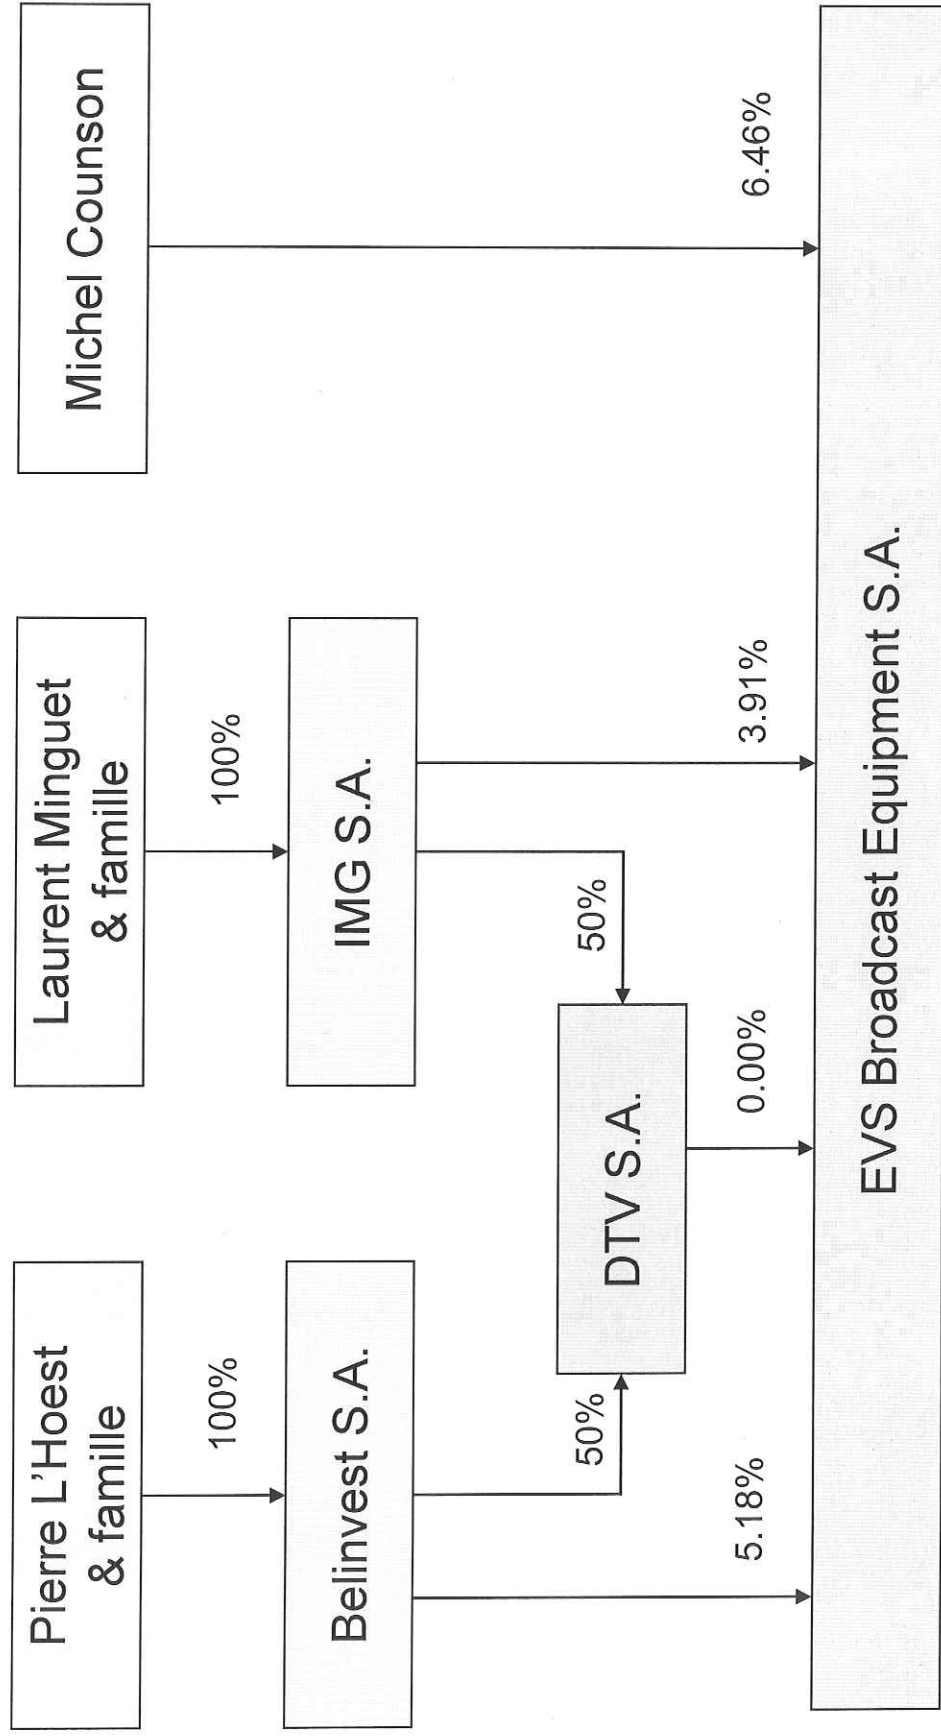 Pierre L'Hoest
& famille
Laurent Minguet
& famille
Michel Counson
100%
100%
Belinvest S.A.
IMG S.A.
50%
50%
DTV S.A.
5.18%
0.00%
3.91%
6.46%
EVS Broadcast Equipment S.A.